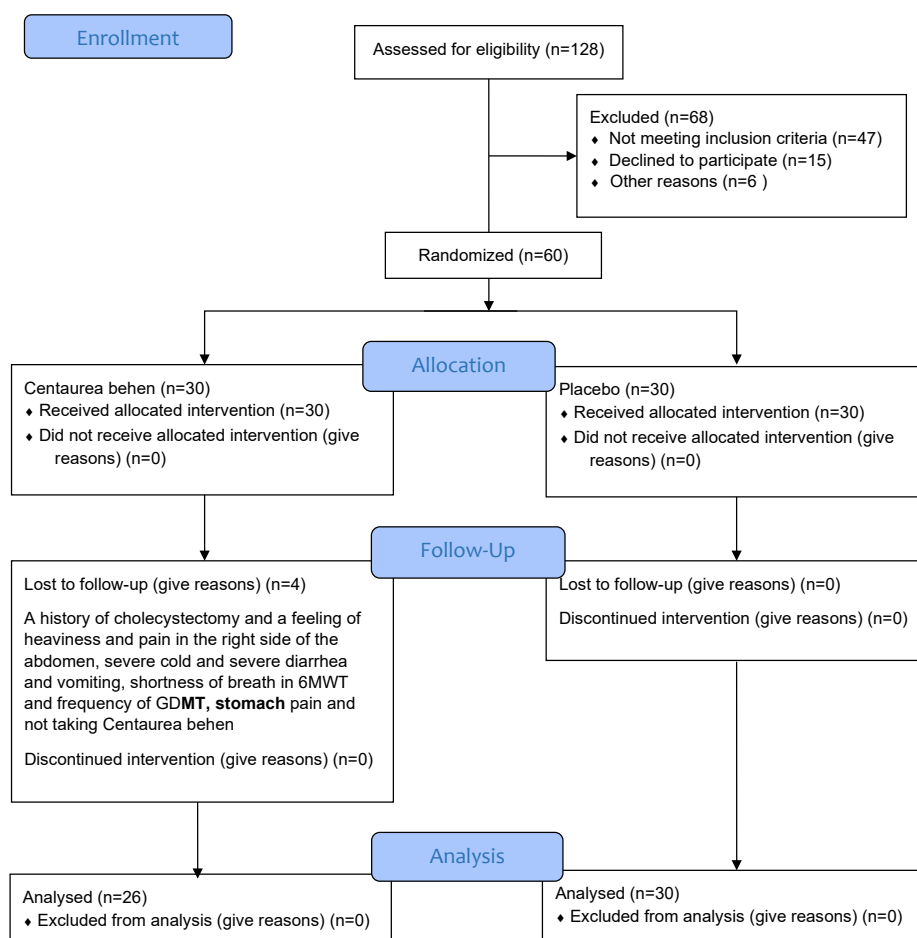 Enrollment
Assessed for eligibility (n=128)
Excluded (n=68)
♦ Not meeting inclusion criteria (n=47)
♦ Declined to participate (n=15)
♦ Other reasons (n=6 )
Randomized (n=60)
Allocation
Centaurea behen (n=30)
♦ Received allocated intervention (n=30)
♦ Did not receive allocated intervention (give
reasons) (n=0)
Placebo (n=30)
♦ Received allocated intervention (n=30)
♦ Did not receive allocated intervention (give
reasons) (n=0)
Follow-Up
Lost to follow-up (give reasons) (n=4)
A history of cholecystectomy and a feeling of
heaviness and pain in the right side of the
abdomen, severe cold and severe diarrhea
and vomiting, shortness of breath in 6MWT
and frequency of GDMT, stomach pain and
not taking Centaurea behen
Discontinued intervention (give reasons) (n=0)
Lost to follow-up (give reasons) (n=0)
Discontinued intervention (give reasons) (n=0)
Analysis
Analysed (n=26)
♦ Excluded from analysis (give reasons) (n=0)
Analysed (n=30)
♦ Excluded from analysis (give reasons) (n=0)